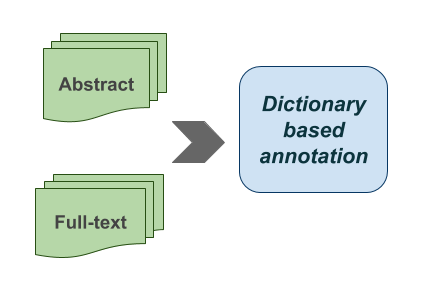 Abstract
Full-text
Dictionary
based
annotation